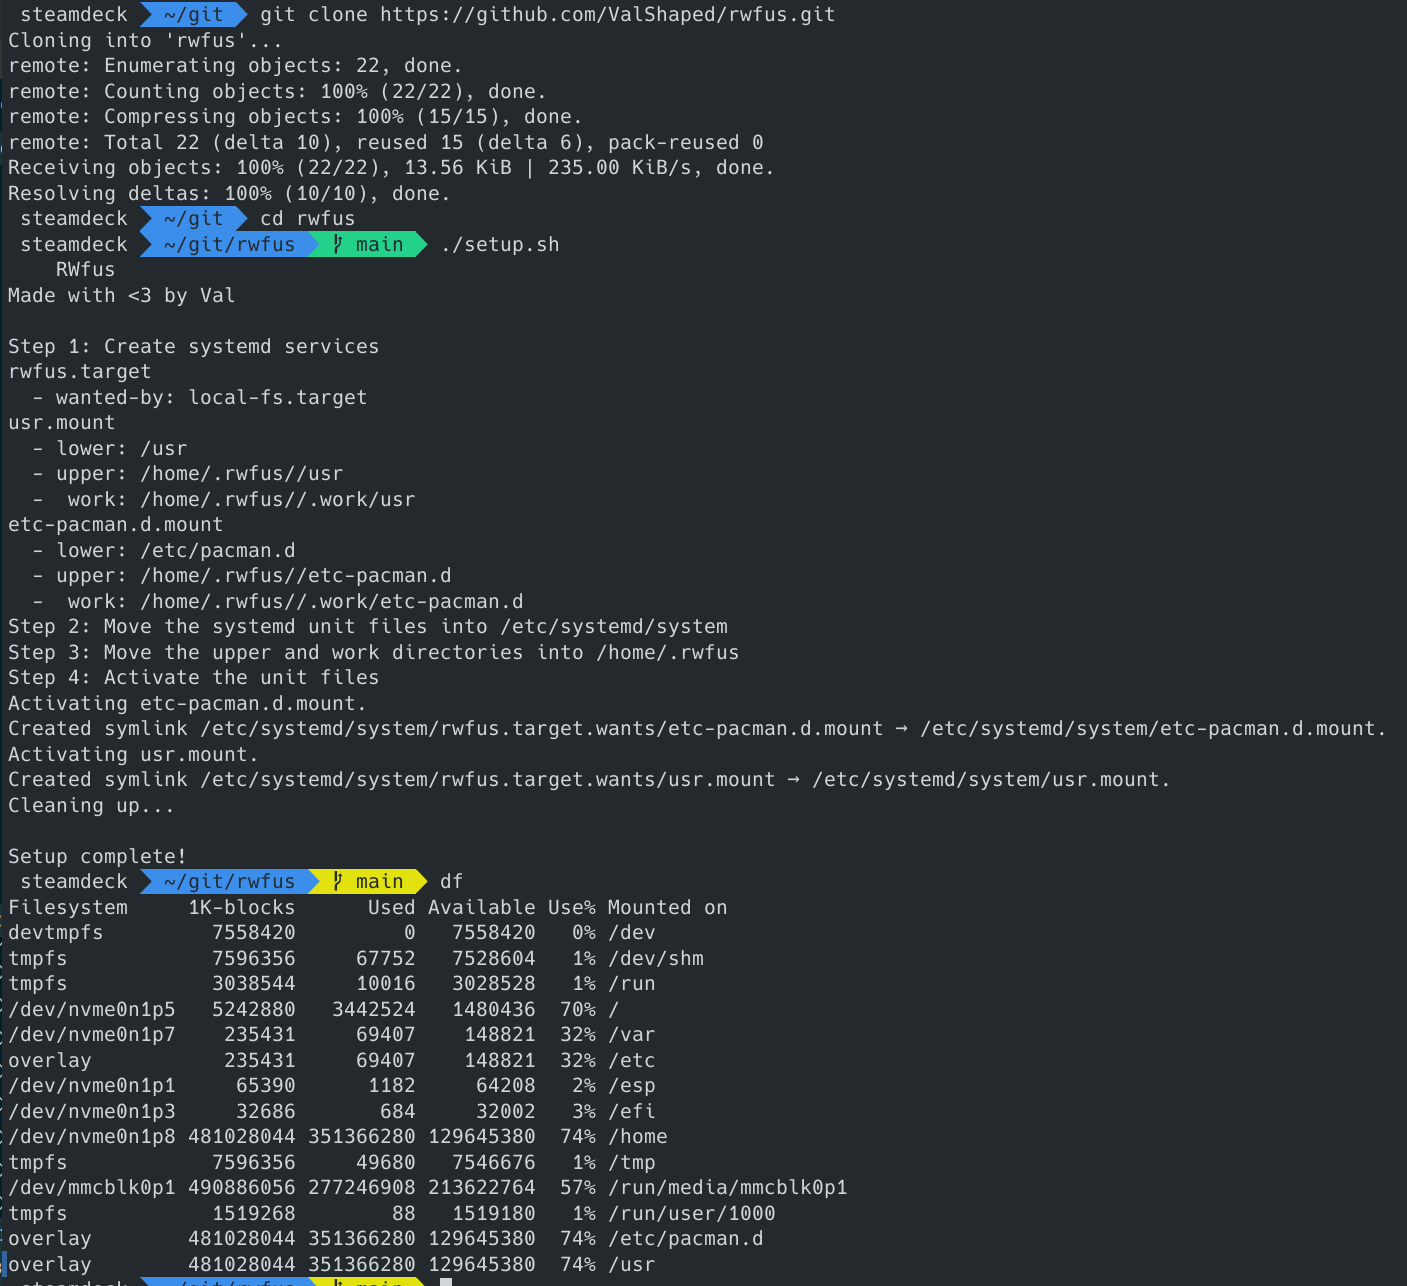 steamdeck ~/git git clone https://github.com/ValShaped/rwfus.git
Cloning into 'rwfus'...
remote: Enumerating objects: 22, done.
remote: Counting objects: 100% (22/22), done.
remote: Compressing objects: 100% (15/15), done.
remote: Total 22 (delta 10), reused 15 (delta 6), pack-reused 0
Receiving objects: 100% (22/22), 13.56 KiB | 235.00 KiB/s, done.
Resolving deltas: 100% (10/10), done.
steamdeck ~/git cd rwfus
steamdeck ~/git/rwfus main ./setup.sh
    RWfus
Made with <3 by Val

Step 1: Create systemd services
rwfus.target
  - wanted-by: local-fs.target
usr.mount
  - lower: /usr
  - upper: /home/.rwfus//usr
  -  work: /home/.rwfus//.work/usr
etc-pacman.d.mount
  - lower: /etc/pacman.d
  - upper: /home/.rwfus//etc-pacman.d
  -  work: /home/.rwfus//.work/etc-pacman.d
Step 2: Move the systemd unit files into /etc/systemd/system
Step 3: Move the upper and work directories into /home/.rwfus
Step 4: Activate the unit files
Activating etc-pacman.d.mount.
Created symlink /etc/systemd/system/rwfus.target.wants/etc-pacman.d.mount → /etc/systemd/system/etc-pacman.d.mount.
Activating usr.mount.
Created symlink /etc/systemd/system/rwfus.target.wants/usr.mount → /etc/systemd/system/usr.mount.
Cleaning up...

Setup complete!
steamdeck ~/git/rwfus main df
Filesystem     1K-blocks      Used Available Use% Mounted on
devtmpfs         7558420         0   7558420   0% /dev
tmpfs            7596356     67752   7528604   1% /dev/shm
tmpfs            3038544     10016   3028528   1% /run
/dev/nvme0n1p5   5242880   3442524   1480436  70% /
/dev/nvme0n1p7    235431     69407    148821  32% /var
overlay           235431     69407    148821  32% /etc
/dev/nvme0n1p1     65390      1182     64208   2% /esp
/dev/nvme0n1p3     32686       684     32002   3% /efi
/dev/nvme0n1p8 481028044 351366280 129645380  74% /home
tmpfs            7596356     49680   7546676   1% /tmp
/dev/mmcblk0p1 490886056 277246908 213622764  57% /run/media/mmcblk0p1
tmpfs            1519268        88   1519180   1% /run/user/1000
overlay        481028044 351366280 129645380  74% /etc/pacman.d
overlay        481028044 351366280 129645380  74% /usr
steamdeck ~/git/rwfus main